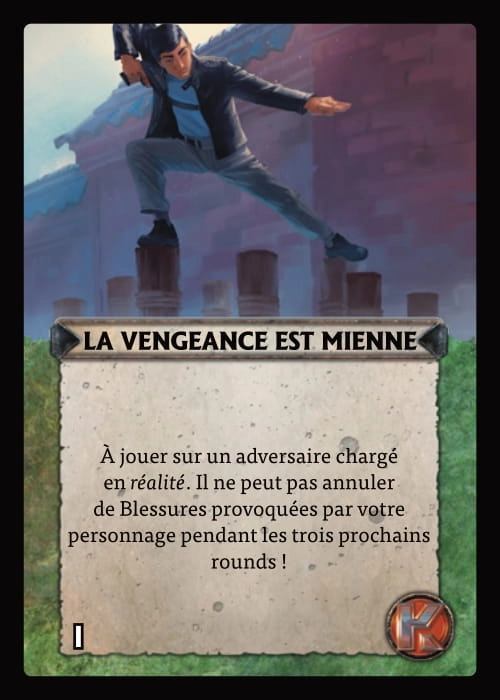 LA VENGEANCE EST MIENNE
À jouer sur un adversaire chargé
en réalité. Il ne peut pas annuler
de Blessures provoquées par votre
personnage pendant les trois prochains
rounds !
K